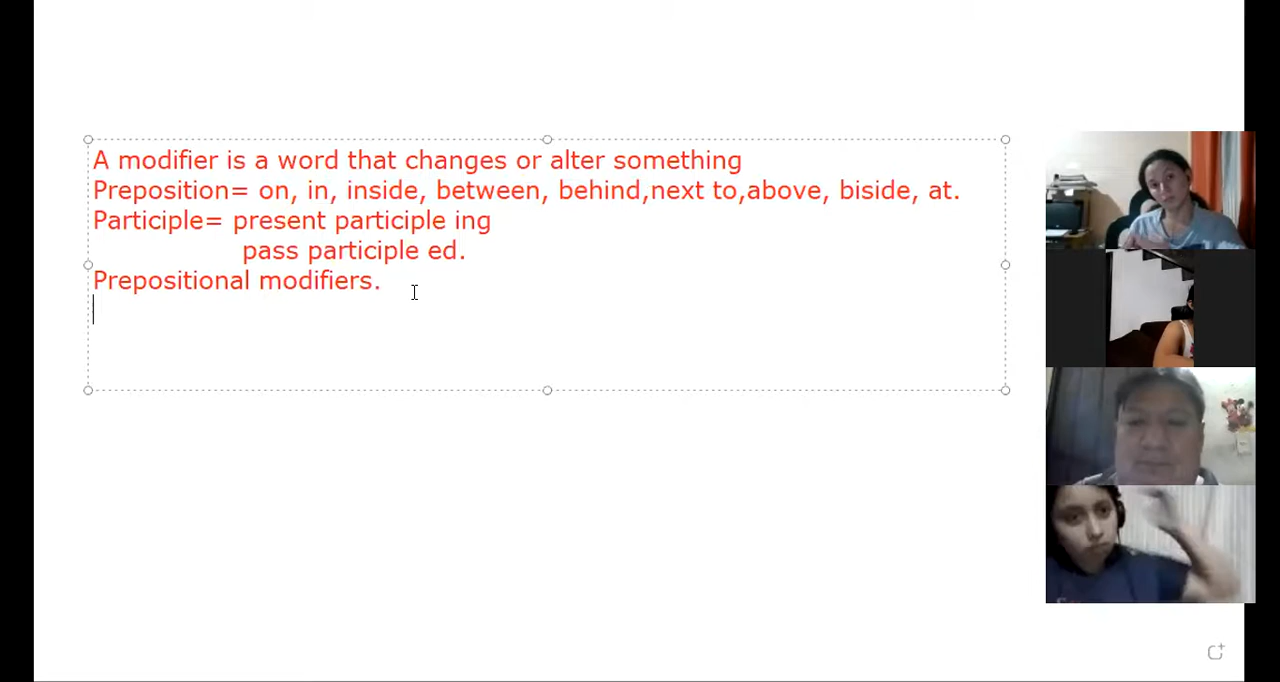 A modifier is a word that changes or alter something
Preposition= on, in, inside, between, behind,next to,above, biside, at.
Participle= present participle ing
pass participle ed.
Prepositional modifiers.